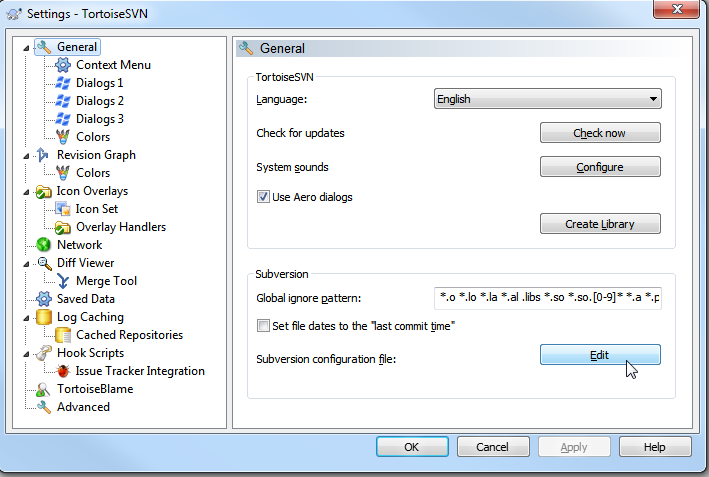 Settings - TortoiseSVN
General
Context Menu
Dialogs 1
Dialogs 2
Dialogs 3
Colors
Revision Graph
Colors
Icon Overlays
Icon Set
Overlay Handlers
Network
Diff Viewer
Merge Tool
Saved Data
Log Caching
Cached Repositories
Hook Scripts
Issue Tracker Integration
TortoiseBlame
Advanced
General
TortoiseSVN
Language: English
Check for updates Check now
System sounds Configure
Use Aero dialogs
Create Library
Subversion
Global ignore pattern: *.o *.lo *.la *.al .libs *.so *.so.[0-9]* *.a *.p
Set file dates to the "last commit time"
Subversion configuration file: Edit
OK Cancel Apply Help